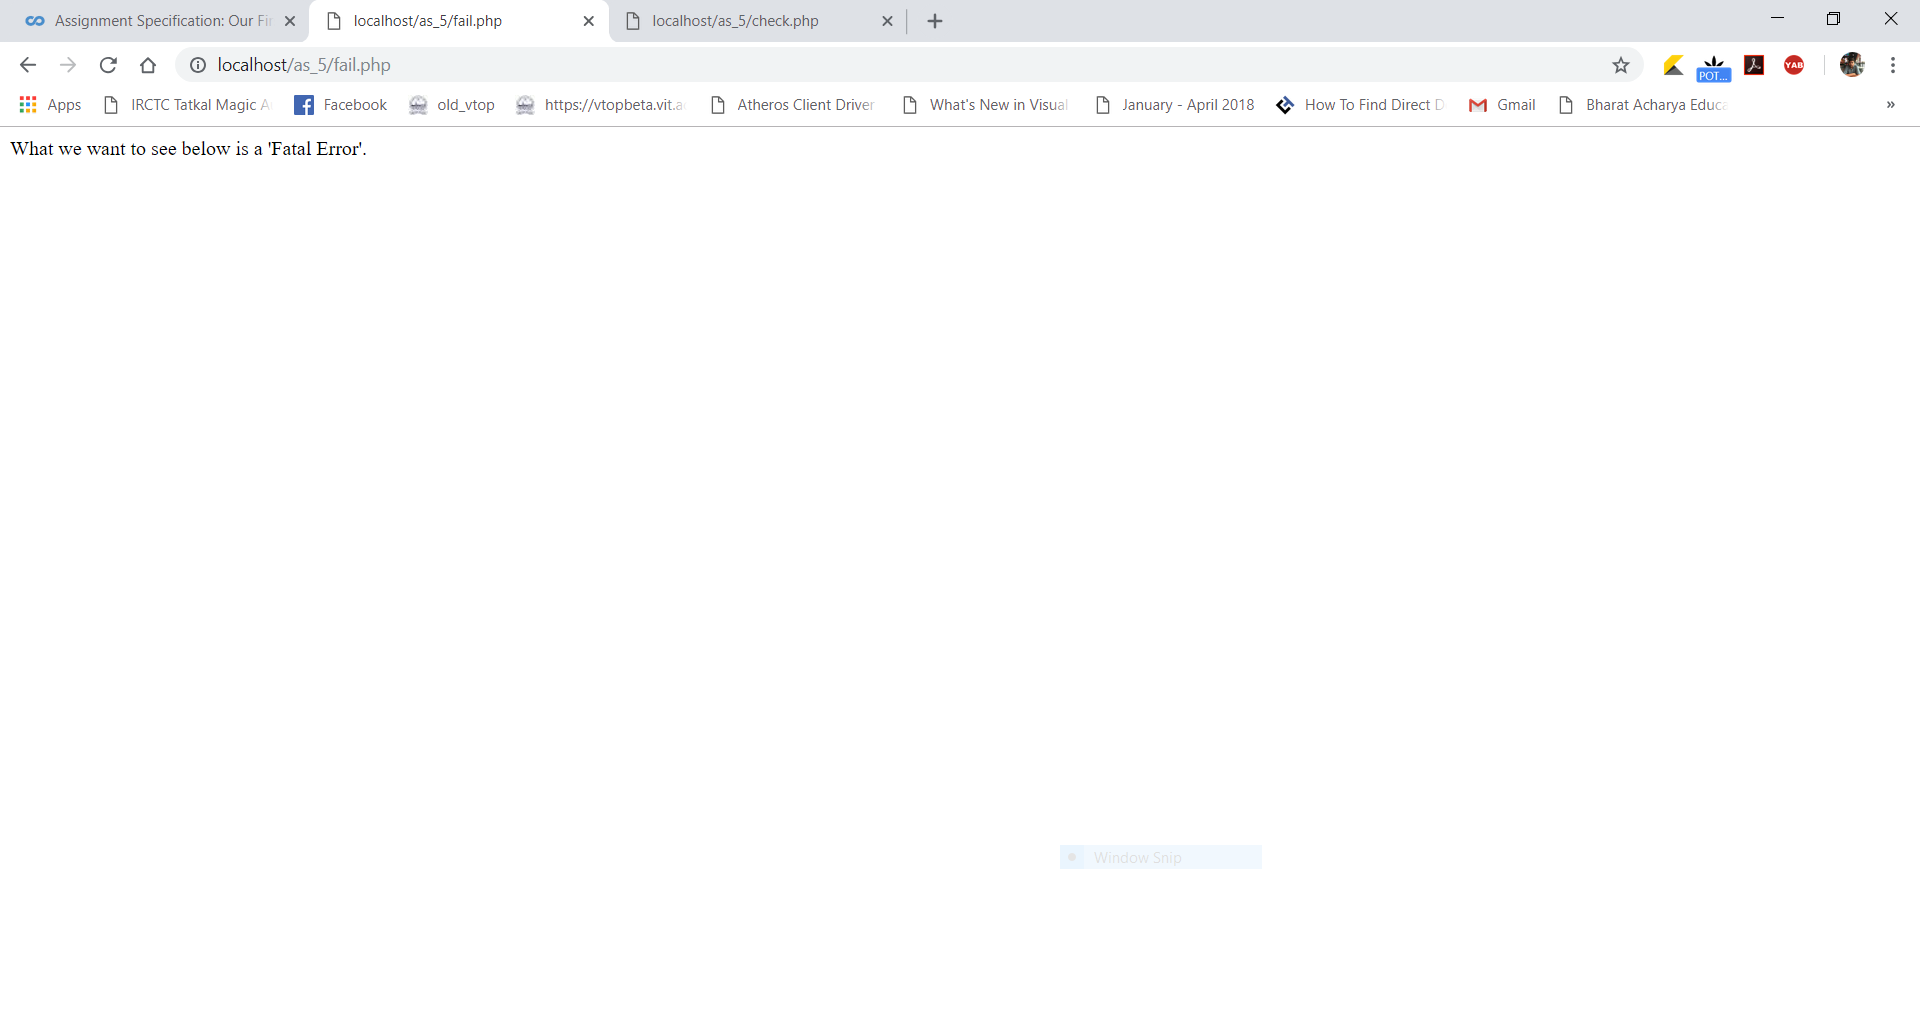 Assignment Specification: Our Fi
localhost/as_5/fail.php
localhost/as_5/check.php
localhost/as_5/fail.php
POT...
YAB
Apps
IRCTC Tatkal Magic A
Facebook
old_vtop
https://vtopbeta.vit.a
Atheros Client Driver
What's New in Visual
January - April 2018
How To Find Direct D
Gmail
Bharat Acharya Educa
»
What we want to see below is a 'Fatal Error'.
Window Snip